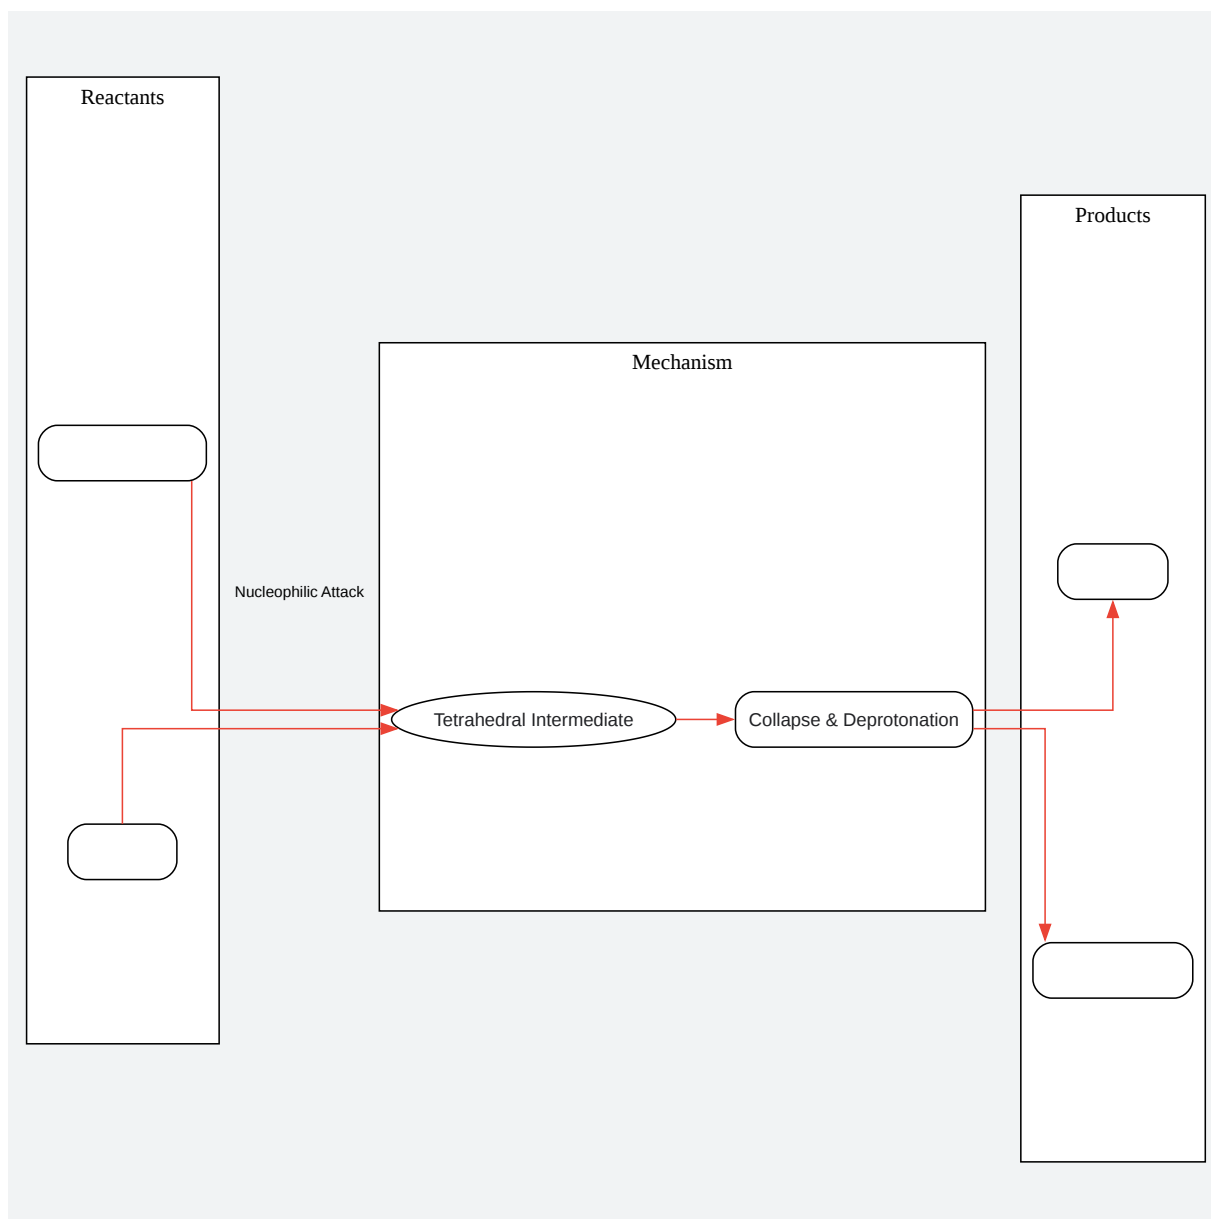 Reactants
Products
Mechanism
Nucleophilic Attack
Tetrahedral Intermediate
Collapse & Deprotonation